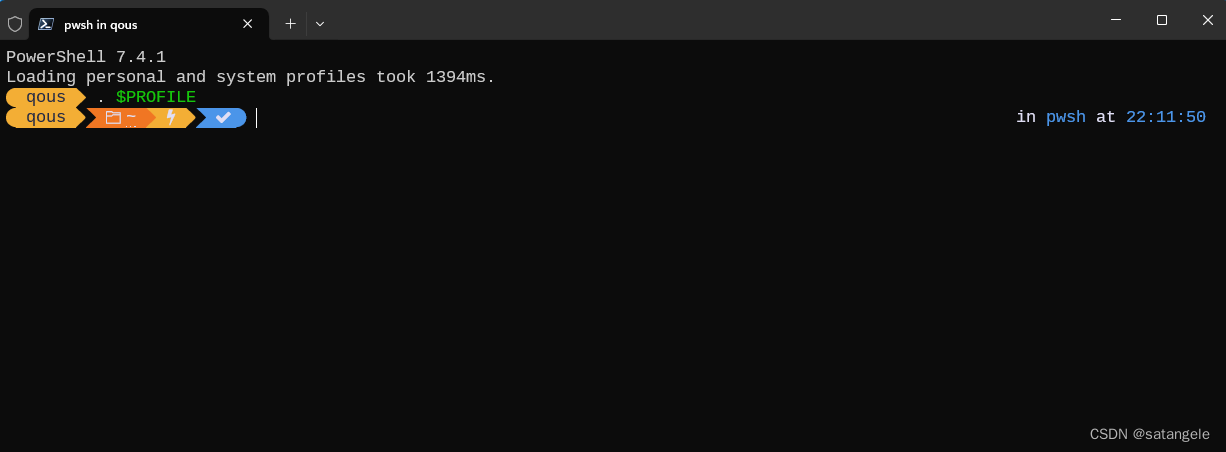 pwsh in qous
PowerShell 7.4.1
Loading personal and system profiles took 1394ms.
qous . $PROFILE
qous ~ in pwsh at 22:11:50
CSDN @satangele